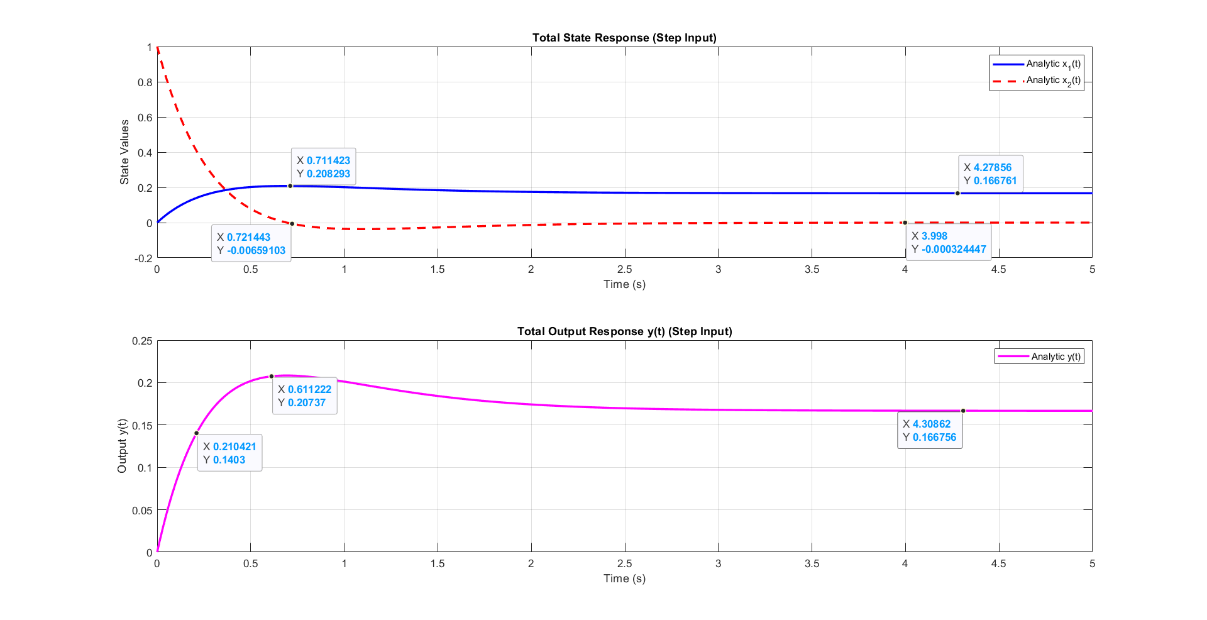 Total State Response (Step Input)
1
0.8
0.6
0.4
0.2
0
-0.2
State Values
Analytic x1(t)
Analytic x2(t)
X 0.711423
Y 0.208293
X 4.27856
Y 0.166761
X 0.721443
Y -0.00659103
X 3.998
Y -0.000324447
0 0.5 1 1.5 2 2.5 3 3.5 4 4.5 5
Time (s)
Total Output Response y(t) (Step Input)
0.25
0.2
0.15
0.1
0.05
0
Output y(t)
Analytic y(t)
X 0.611222
Y 0.20737
X 4.30862
Y 0.166756
X 0.210421
Y 0.1403
0 0.5 1 1.5 2 2.5 3 3.5 4 4.5 5
Time (s)